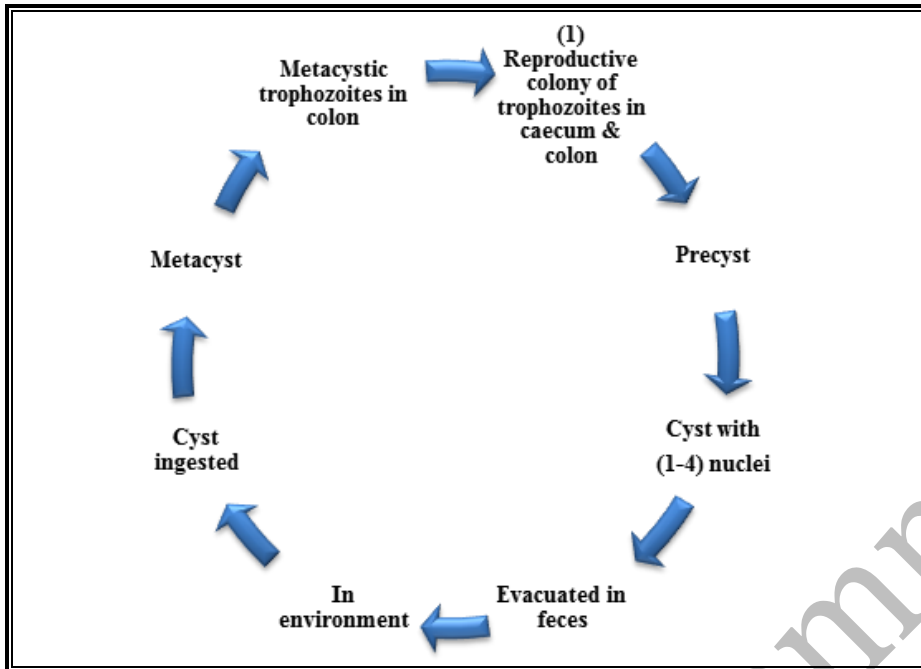 (1)
Reproductive
colony of
trophozoites in
caecum &
colon
Precyst
Cyst with
(1-4) nuclei
Evacuated in
feces
In
environment
Cyst
ingested
Metacyst
Metacystic
trophozoites in
colon